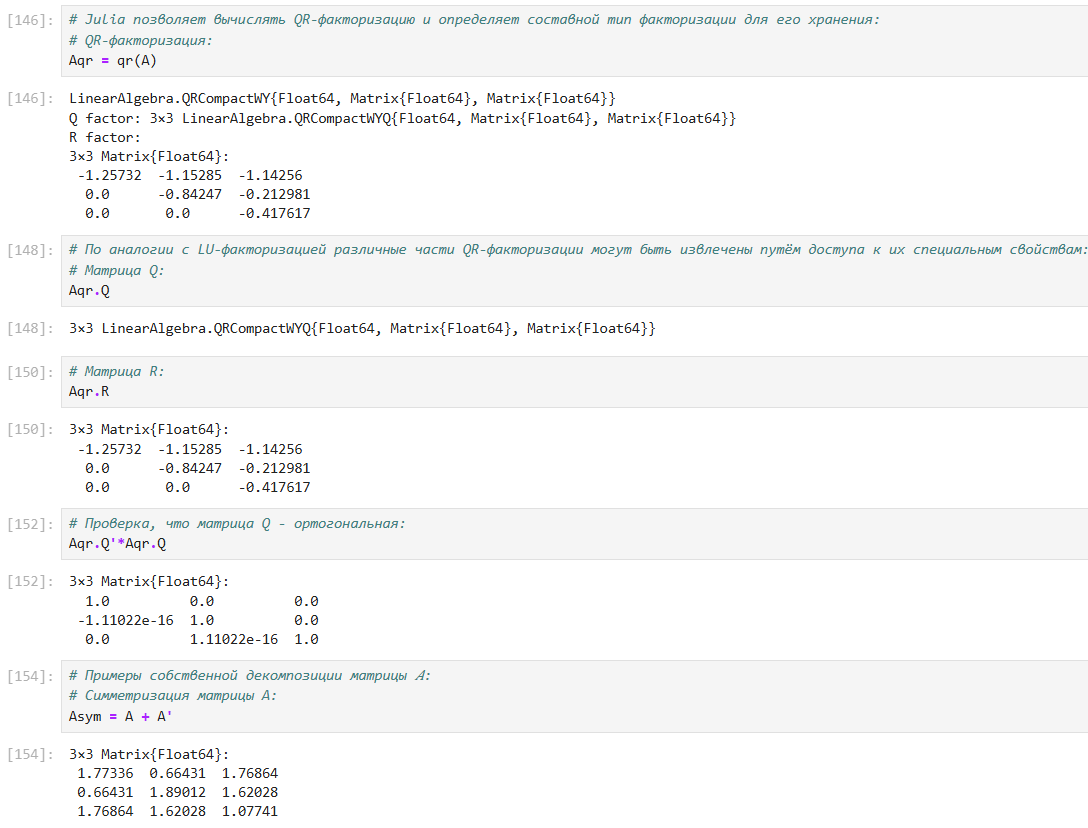 [146]: # Julia позволяет вычислять QR-факторизацию и определяет составной тип факторизации для его хранения:
# QR-факторизация:
Aqr = qr(A)
[146]: LinearAlgebra.QRCompactWY{Float64, Matrix{Float64}, Matrix{Float64}}
Q factor: 3×3 LinearAlgebra.QRCompactWYQ{Float64, Matrix{Float64}, Matrix{Float64}}
R factor:
3×3 Matrix{Float64}:
-1.25732 -1.15285 -1.14256
0.0 -0.84247 -0.212981
0.0 0.0 -0.417617
[148]: # По аналогии с LU-факторизацией различные части QR-факторизации могут быть извлечены путём доступа к их специальным свойствам:
# Матрица Q:
Aqr.Q
[148]: 3×3 LinearAlgebra.QRCompactWYQ{Float64, Matrix{Float64}, Matrix{Float64}}
[150]: # Матрица R:
Aqr.R
[150]: 3×3 Matrix{Float64}:
-1.25732 -1.15285 -1.14256
0.0 -0.84247 -0.212981
0.0 0.0 -0.417617
[152]: # Проверка, что матрица Q - ортогональная:
Aqr.Q'*Aqr.Q
[152]: 3×3 Matrix{Float64}:
1.0 0.0 0.0
-1.11022e-16 1.0 0.0
0.0 1.11022e-16 1.0
[154]: # Примеры собственной декомпозиции матрицы A:
# Симметризация матрицы A:
Asym = A + A'
[154]: 3×3 Matrix{Float64}:
1.77336 0.66431 1.76864
0.66431 1.89012 1.62028
1.76864 1.62028 1.07741